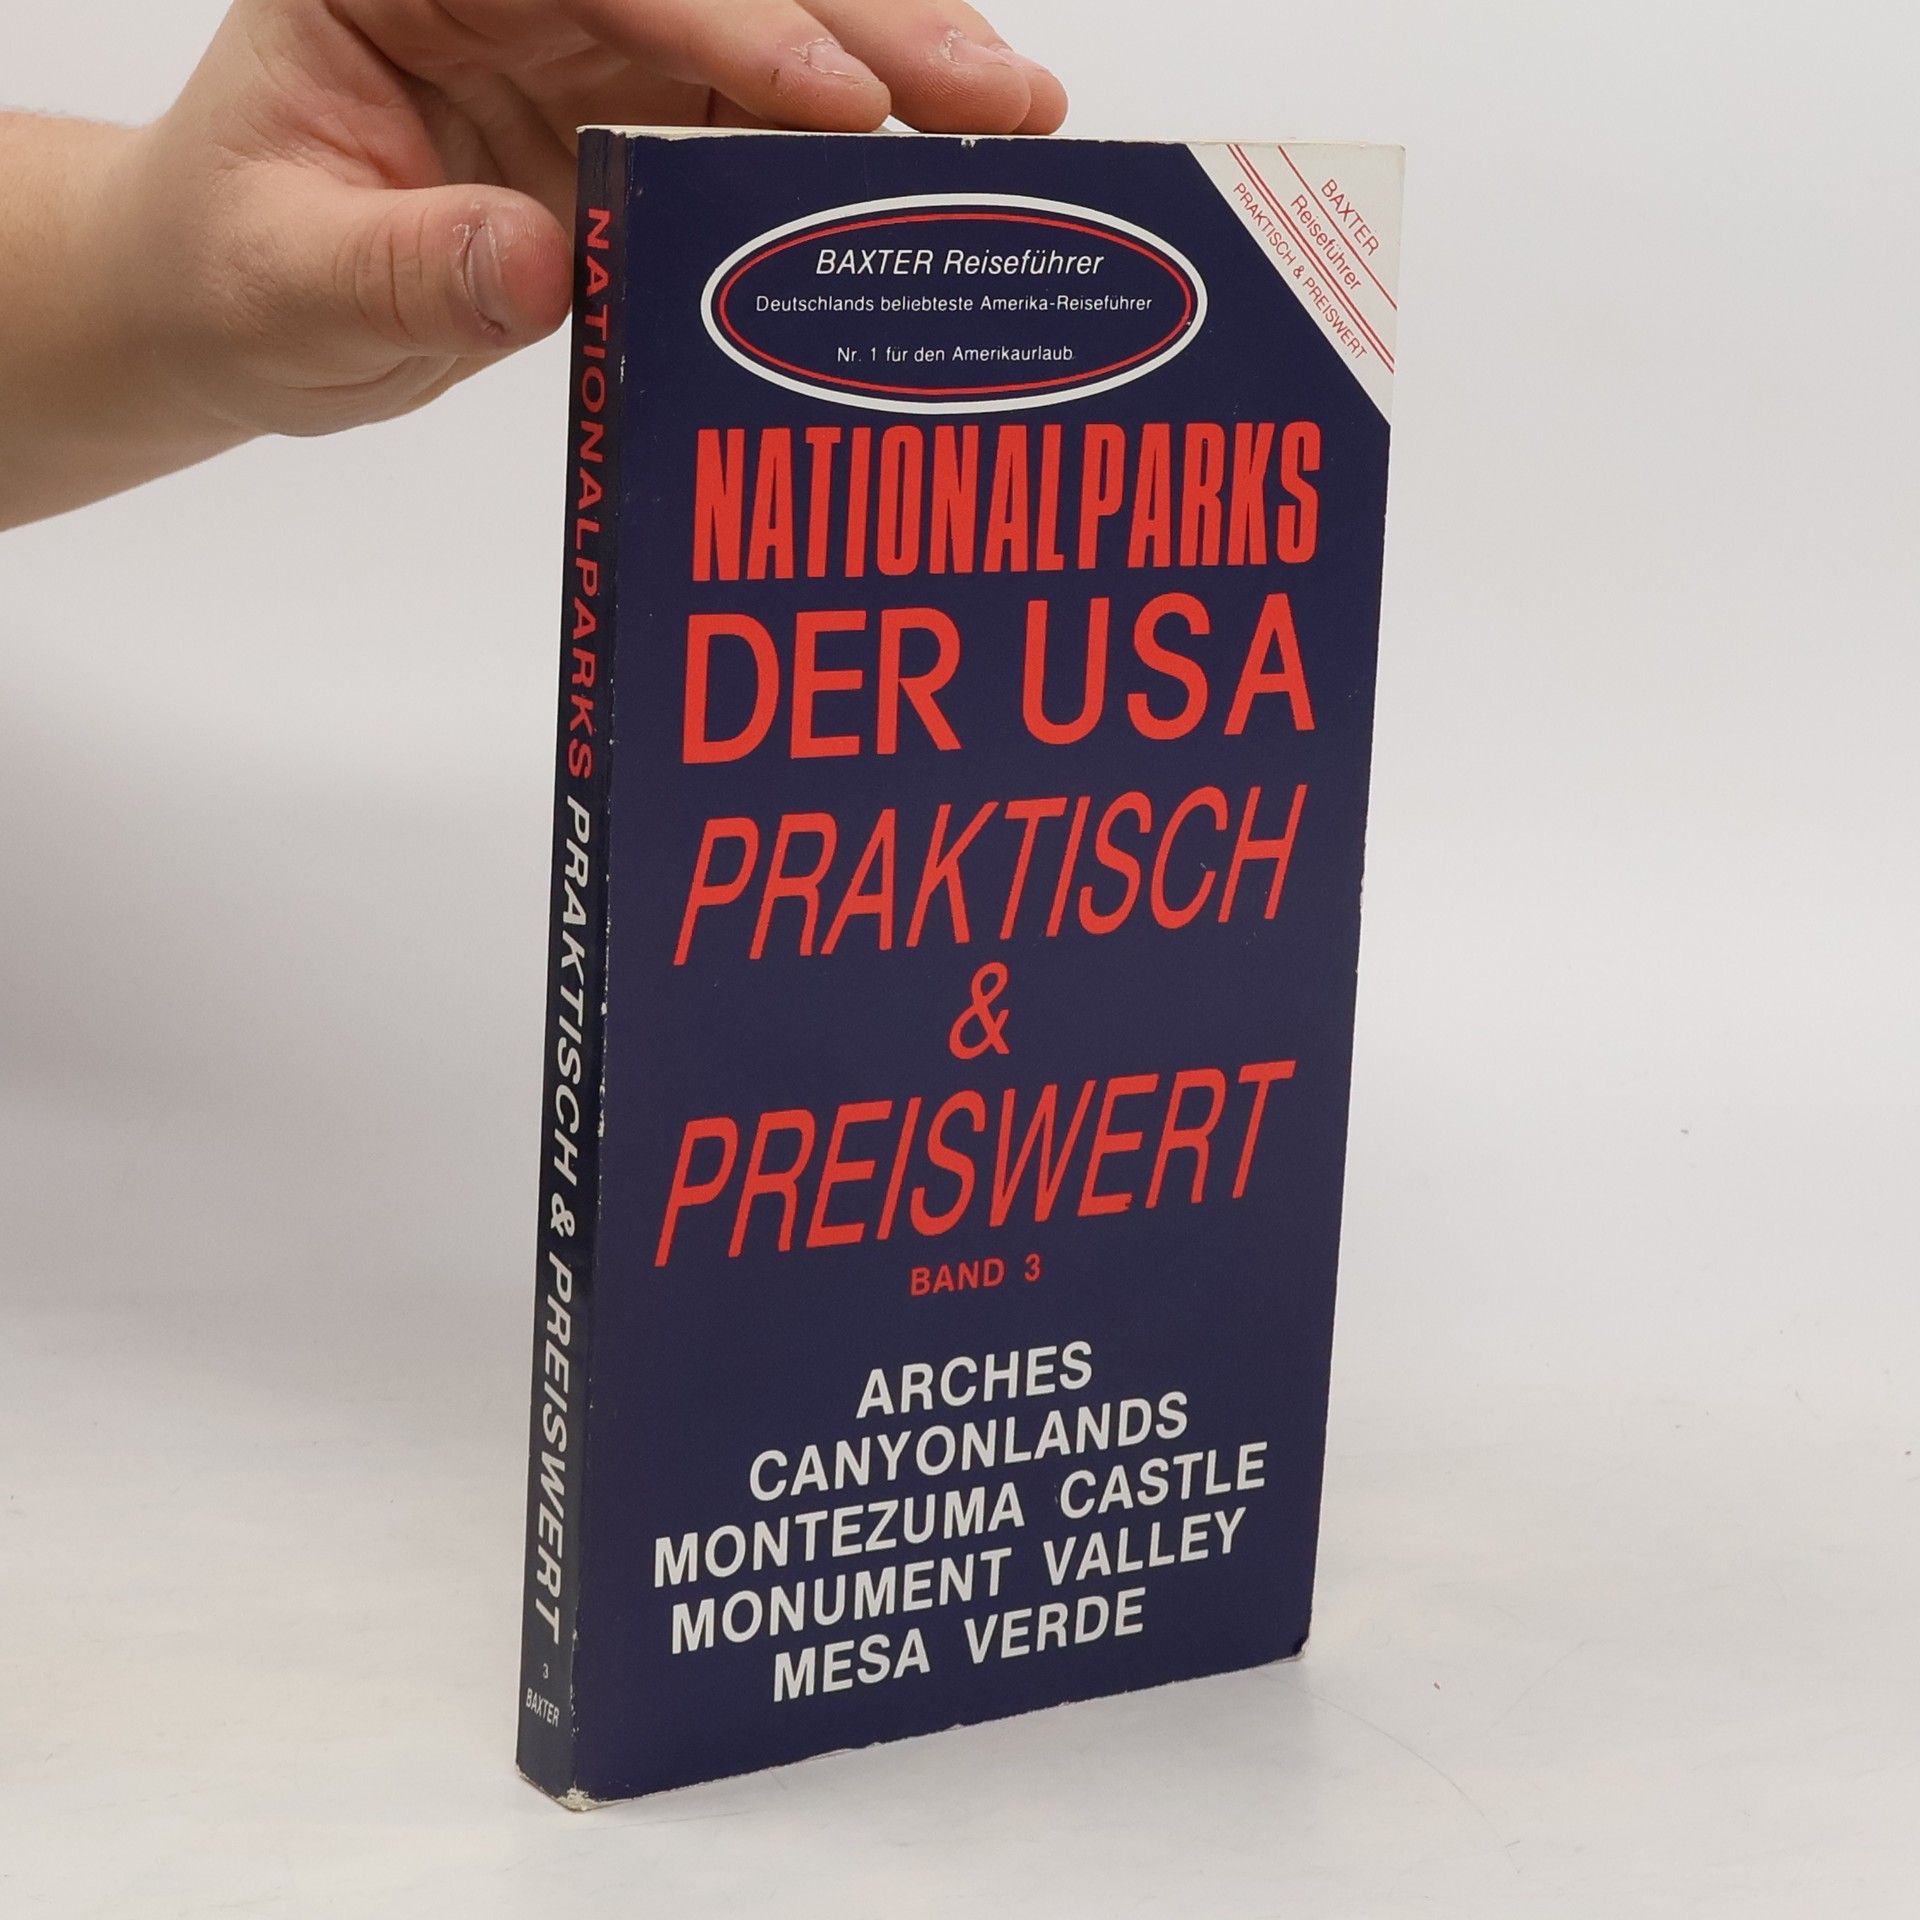 BAXTER Reiseführer
Deutschlands beliebteste Amerika-Reiseführer
Nr. 1 für den Amerikaurlaub
BAXTER
Reiseführer
PRAKTISCH & PREISWERT
NATIONALPARKS
DER USA
PRAKTISCH
&
PREISWERT
BAND 3
ARCHES
CANYONLANDS
MONTEZUMA CASTLE
MONUMENT VALLEY
MESA VERDE
NATIONALPARKS PRAKTISCH & PREISWERT
3
BAXTER